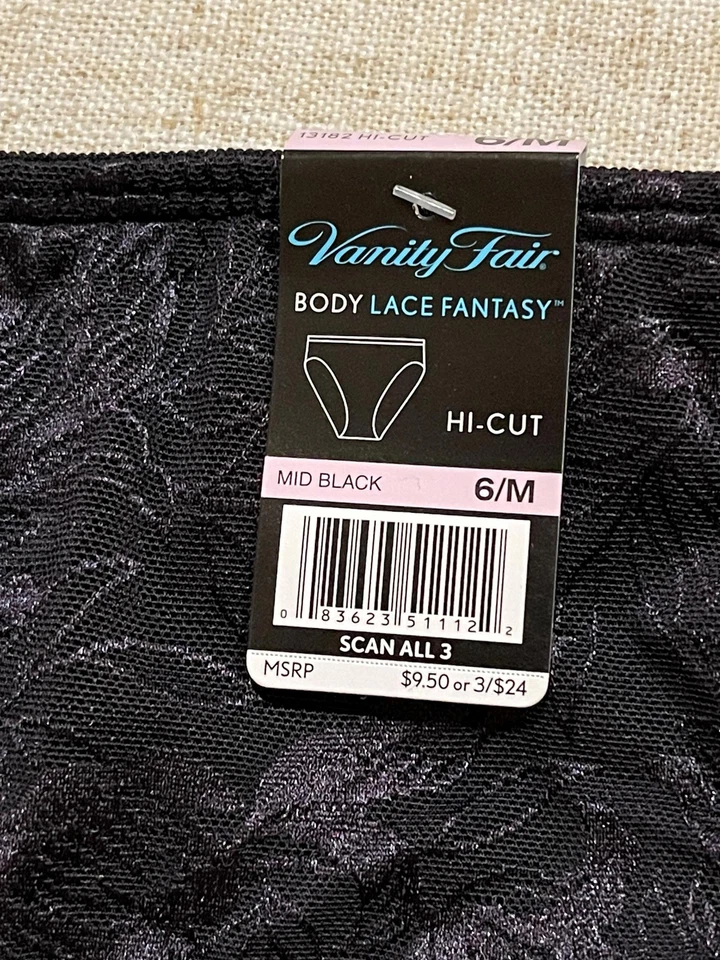 13182 HI-CUT 6/M
Vanity Fair®
BODY LACE FANTASY™
HI-CUT
MID BLACK 6/M
0 83623 51112 2
SCAN ALL 3
MSRP $9.50 or 3/$24